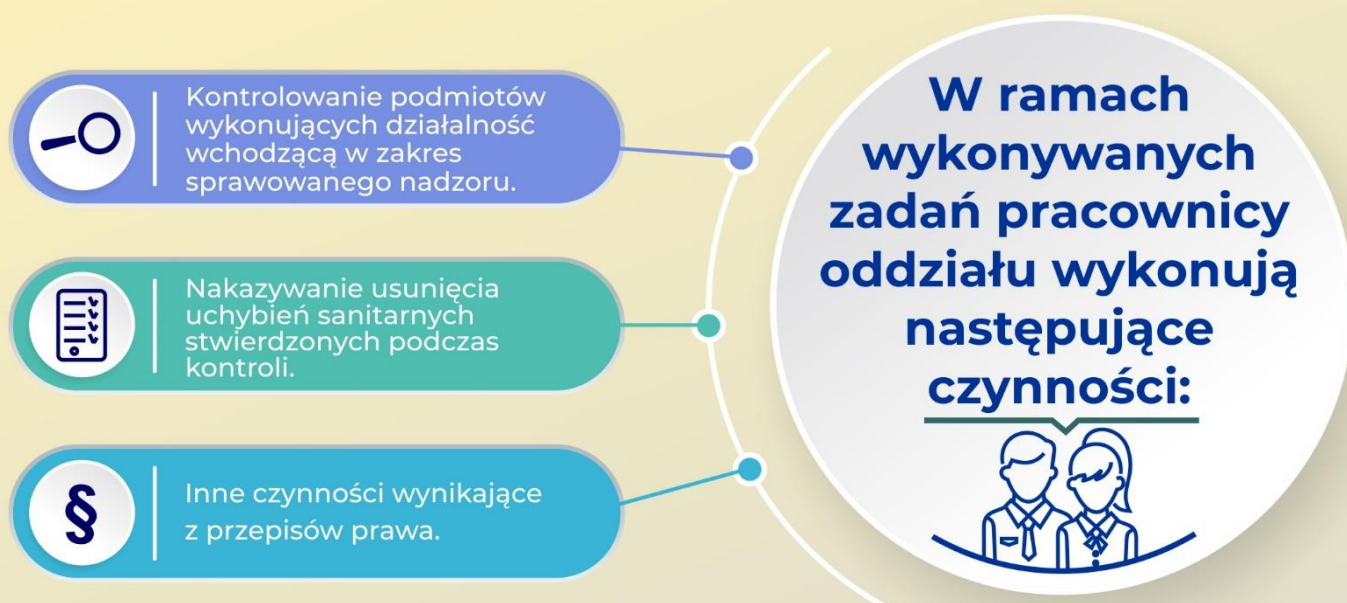 Kontrolowanie podmiotów
wykonujących działalność
wchodzącą w zakres
sprawowanego nadzoru.
Nakazywanie usunięcia
uchybień sanitarnych
stwierdzonych podczas
kontroli.
§
Inne czynności wynikające
z przepisów prawa.
W ramach
wykonywanych
zadań pracownicy
oddziału wykonują
następujące
czynności: